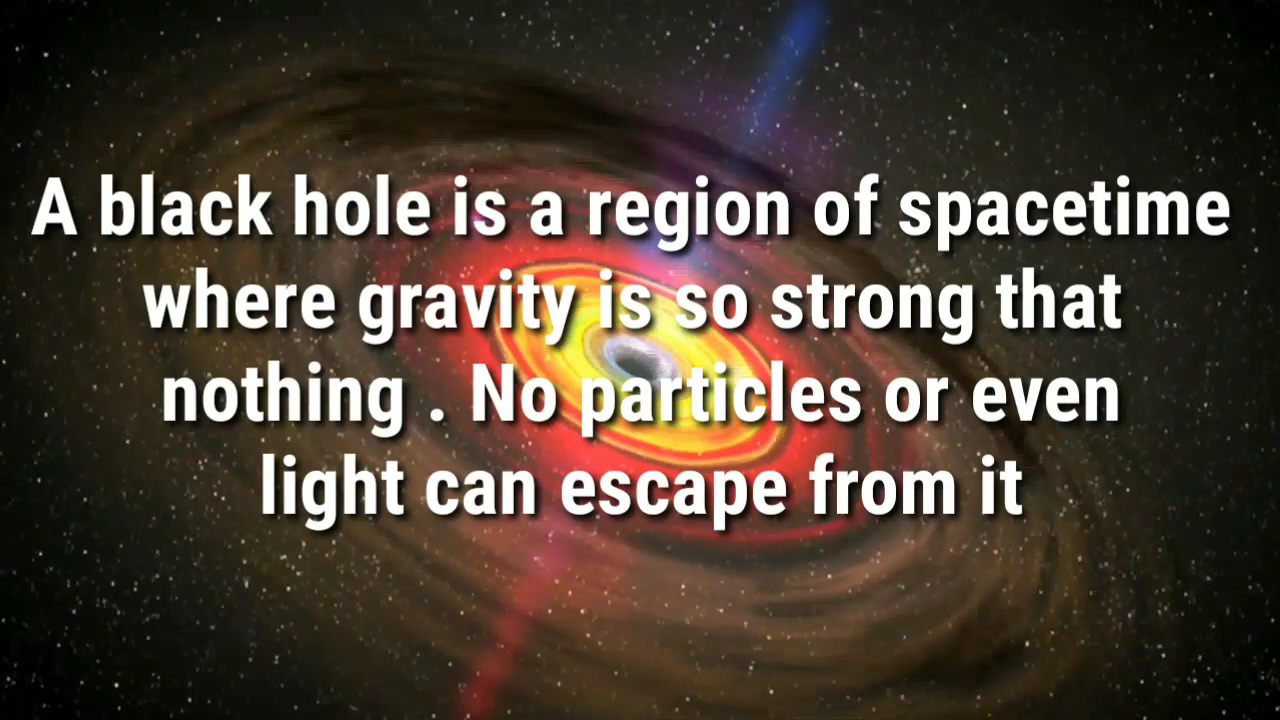 A black hole is a region of spacetime
where gravity is so strong that
nothing . No particles or even
light can escape from it